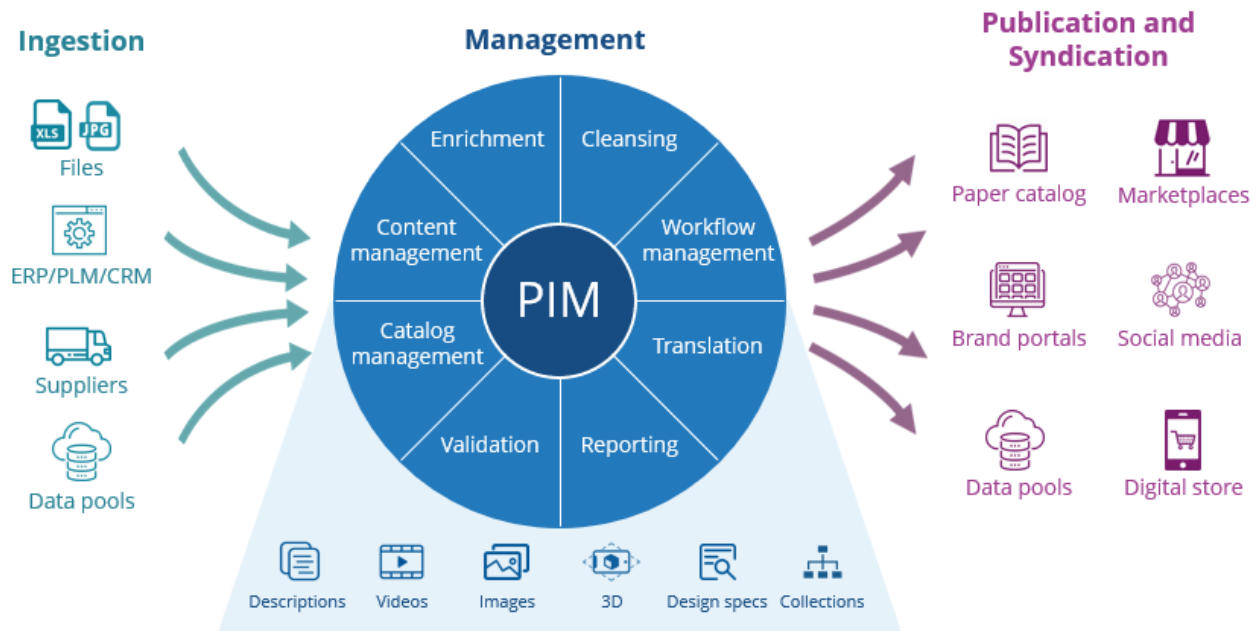 Ingestion
XLS
JPG
Files
ERP/PLM/CRM
Suppliers
Data pools
Management
Enrichment
Cleansing
Content
management
Workflow
management
PIM
Catalog
management
Translation
Validation
Reporting
Descriptions
Videos
Images
3D
Design specs
Collections
Publication and
Syndication
Paper catalog
Marketplaces
Brand portals
Social media
Data pools
Digital store